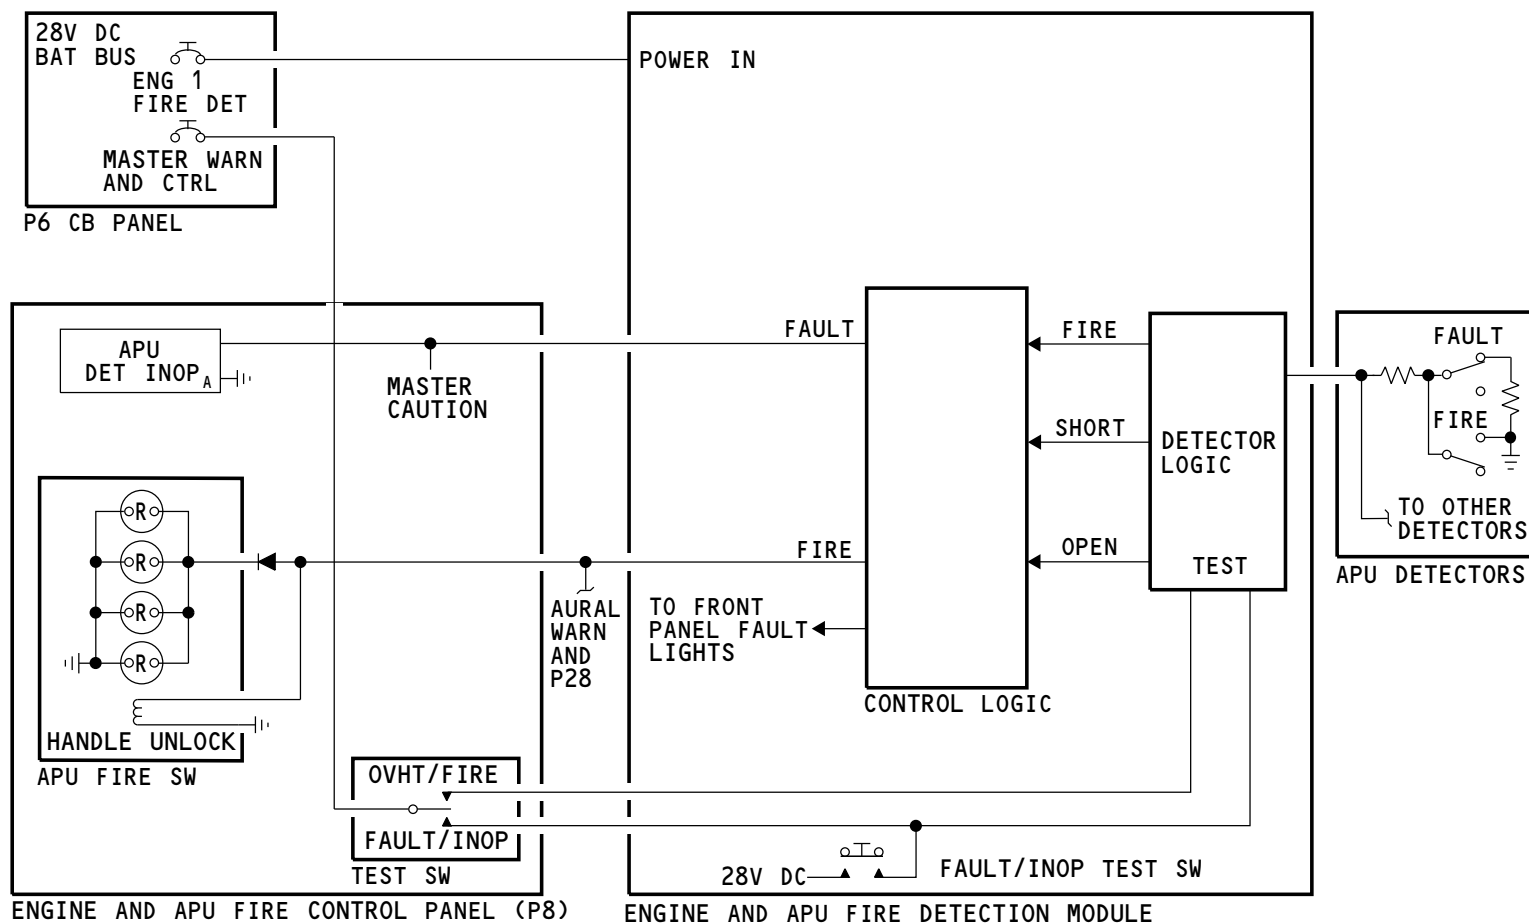 28V DC
BAT BUS
ENG 1
FIRE DET
MASTER WARN
AND CTRL
P6 CB PANEL
POWER IN
APU
DET INOP
A
MASTER
CAUTION
FAULT
FIRE
SHORT
OPEN
DETECTOR
LOGIC
TEST
FAULT
FIRE
TO OTHER
DETECTORS
APU DETECTORS
R
R
R
R
HANDLE UNLOCK
APU FIRE SW
FIRE
AURAL
WARN
AND
P28
TO FRONT
PANEL FAULT
LIGHTS
CONTROL LOGIC
OVHT/FIRE
FAULT/INOP
TEST SW
28V DC
FAULT/INOP TEST SW
ENGINE AND APU FIRE CONTROL PANEL (P8)
ENGINE AND APU FIRE DETECTION MODULE